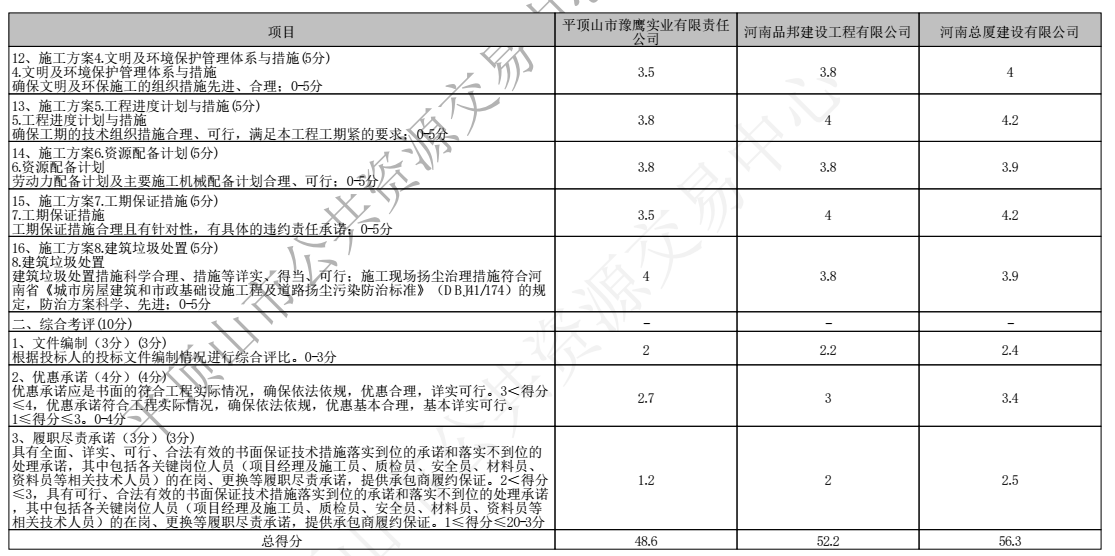 项目 平顶山市豫鹰实业有限责任公司 河南品邦建设工程有限公司 河南总厦建设有限公司
12、施工方案4.文明及环境保护管理体系与措施(5分)
4.文明及环境保护管理体系与措施
确保文明及环保施工的组织措施先进、合理；0-5分
3.5 3.8 4
13、施工方案5.工程进度计划与措施(5分)
5.工程进度计划与措施
确保工期的技术组织措施合理、可行，满足本工程工期紧的要求；0-5分
3.8 4 4.2
14、施工方案6.资源配备计划(5分)
6.资源配备计划
劳动力配备计划及主要施工机械配备计划合理、可行；0-5分
3.8 3.8 3.9
15、施工方案7.工期保证措施(5分)
7.工期保证措施
工期保证措施合理且有针对性，有具体的违约责任承诺；0-5分
3.5 4 4.2
16、施工方案8.建筑垃圾处置(5分)
8.建筑垃圾处置
建筑垃圾处置措施科学合理、措施等详实、得当、可行；施工现场扬尘治理措施符合河
南省《城市房屋建筑和市政基础设施工程及道路扬尘污染防治标准》（DBJ41/174）的规
定，防治方案科学、先进；0-5分
4 3.8 3.9
二、综合考评(10分) - - -
1、文件编制（3分）(3分)
根据投标人的投标文件编制情况进行综合评比。0-3分
2 2.2 2.4
2、优惠承诺（4分）(4分)
优惠承诺应是书面的符合工程实际情况，确保依法依规，优惠合理，详实可行。3＜得分
≤4，优惠承诺符合工程实际情况，确保依法依规，优惠基本合理，基本详实可行。
1≤得分≤3。0-4分
2.7 3 3.4
3、履职尽责承诺（3分）(3分)
具有全面、详实、可行、合法有效的书面保证技术措施落实到位的承诺和落实不到位的
处理承诺，其中包括各关键岗位人员（项目经理及施工员、质检员、安全员、材料员、
资料员等相关技术人员）的在岗、更换等履职尽责承诺，提供承包商履约保证。2＜得分
≤3，具有可行、合法有效的书面保证技术措施落实到位的承诺和落实不到位的处理承诺
，其中包括各关键岗位人员（项目经理及施工员、质检员、安全员、材料员、资料员等
相关技术人员）的在岗、更换等履职尽责承诺，提供承包商履约保证。1≤得分≤20-3分
1.2 2 2.5
总得分 48.6 52.2 56.3
平顶山市公共资源交易中心